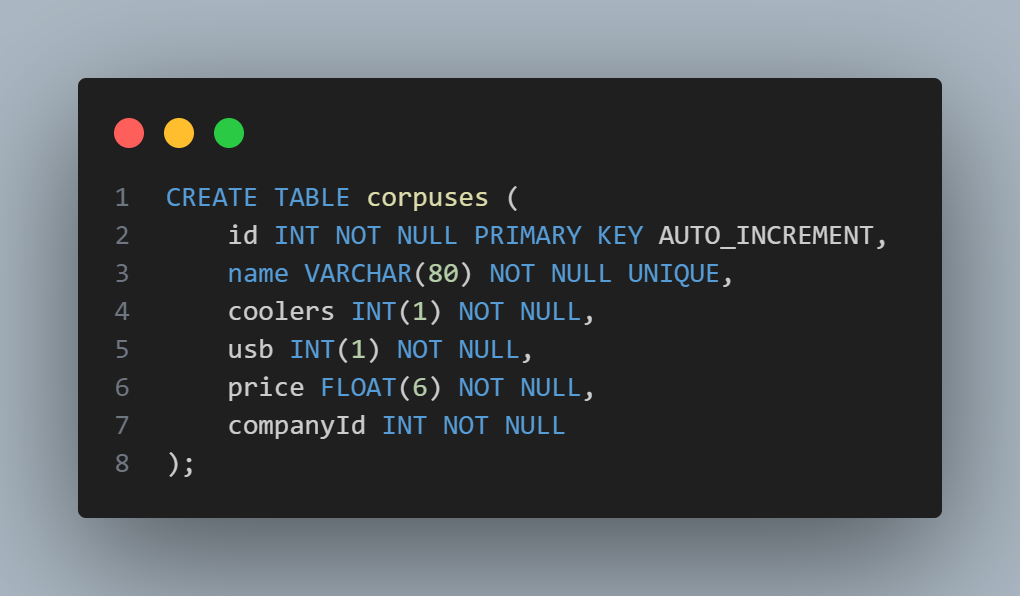 1 CREATE TABLE corpuses (
2     id INT NOT NULL PRIMARY KEY AUTO_INCREMENT,
3     name VARCHAR(80) NOT NULL UNIQUE,
4     coolers INT(1) NOT NULL,
5     usb INT(1) NOT NULL,
6     price FLOAT(6) NOT NULL,
7     companyId INT NOT NULL
8 );